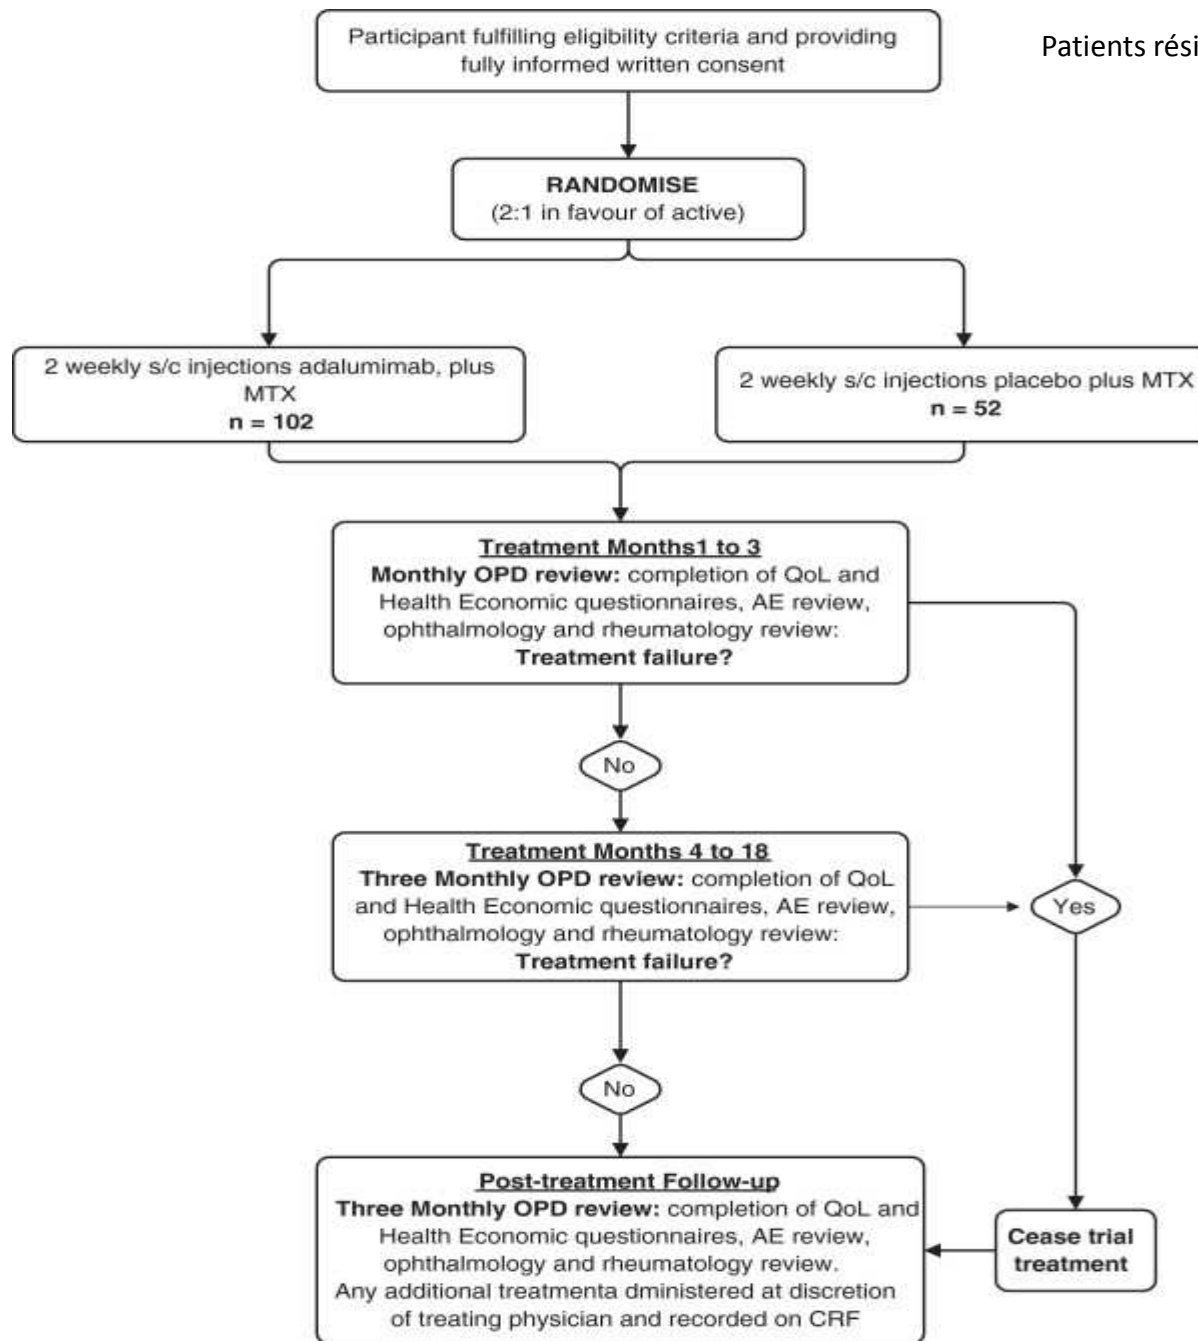 Participant fulfilling eligibility criteria and providing
fully informed written consent
Patients rési
RANDOMISE
(2:1 in favour of active)
2 weekly s/c injections adalumimab, plus
MTX
n = 102
2 weekly s/c injections placebo plus MTX
n = 52
Treatment Months1 to 3
Monthly OPD review: completion of QoL and
Health Economic questionnaires, AE review,
ophthalmology and rheumatology review:
Treatment failure?
No
Treatment Months 4 to 18
Three Monthly OPD review: completion of QoL
and Health Economic questionnaires, AE review,
ophthalmology and rheumatology review:
Treatment failure?
Yes
No
Post-treatment Follow-up
Three Monthly OPD review: completion of QoL and
Health Economic questionnaires, AE review,
ophthalmology and rheumatology review.
Any additional treatmenta dministered at discretion
of treating physician and recorded on CRF
Cease trial
treatment